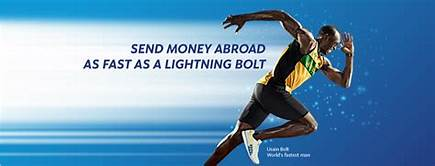 SEND MONEY ABROAD
AS FAST AS A LIGHTNING BOLT
Usain Bolt
World's fastest man